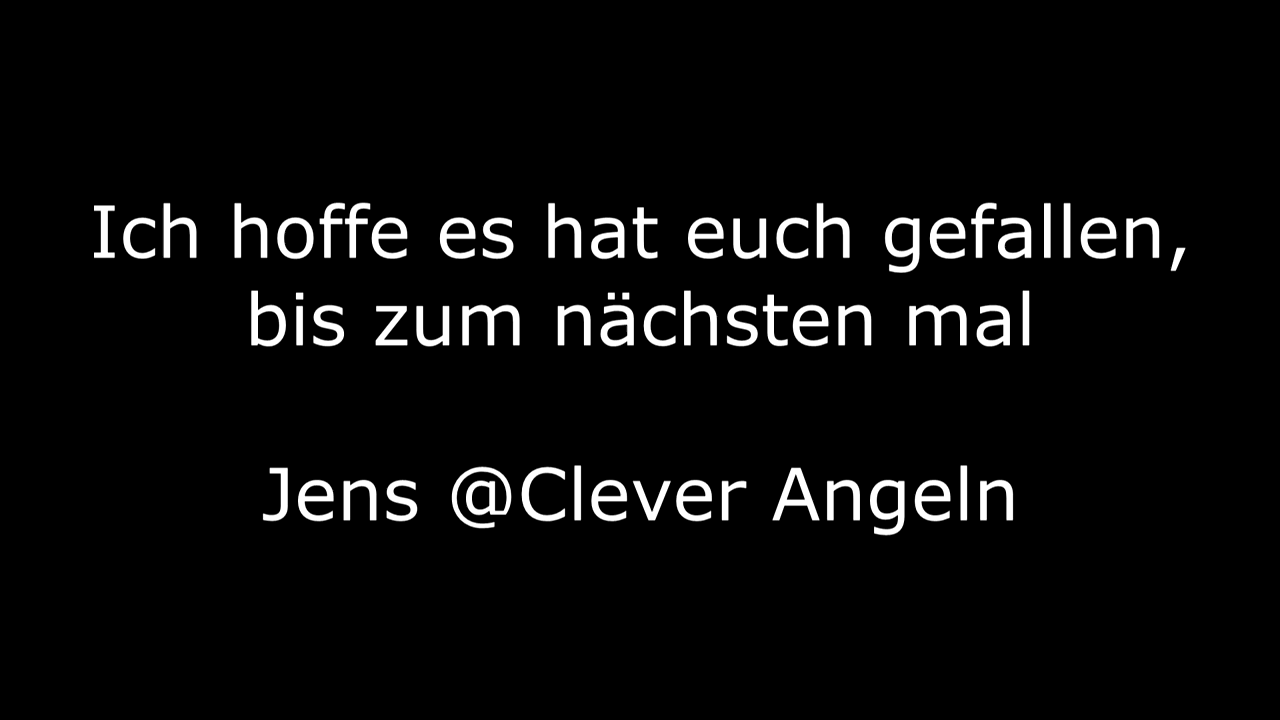 Ich hoffe es hat euch gefallen,
bis zum nächsten mal
Jens @Clever Angeln